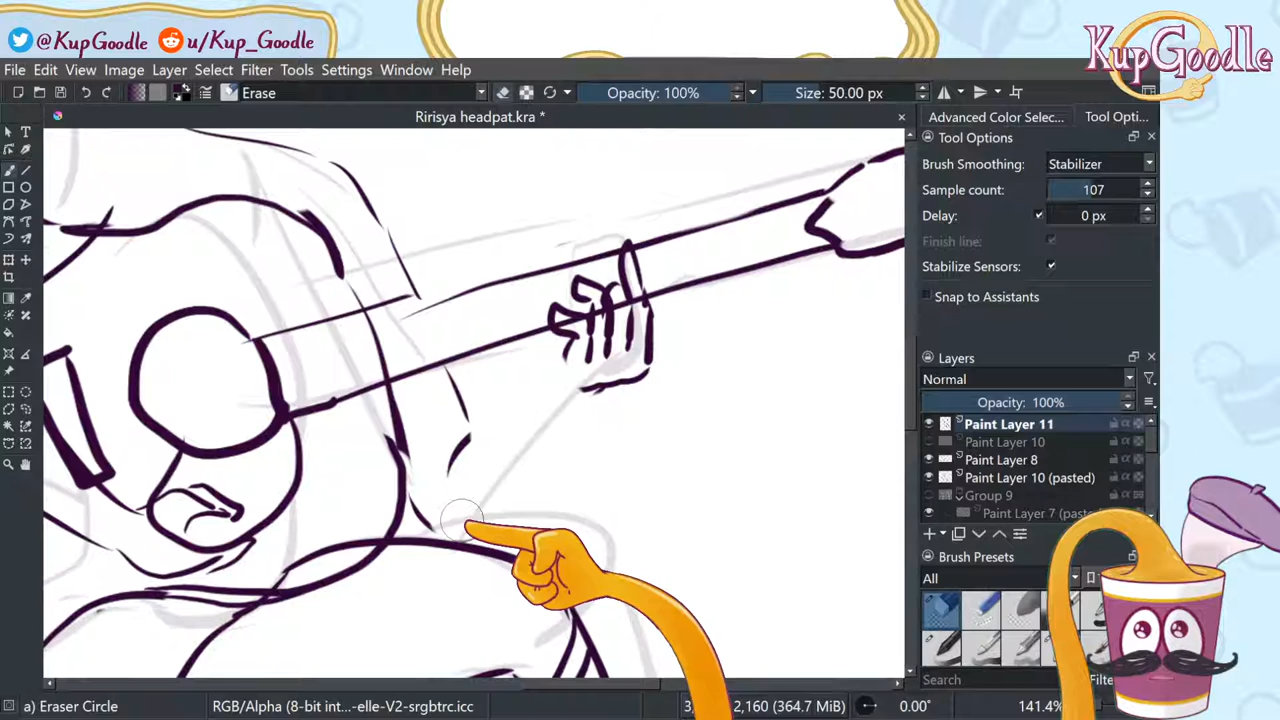 @KupGoodle u/Kup_Goodle
KupGoodle
File Edit View Image Layer Select Filter Tools Settings Window Help
Erase Opacity: 100% Size: 50.00 px
Ririsya headpat.kra *
Advanced Color Selec... Tool Opti...
Tool Options
Brush Smoothing: Stabilizer
Sample count: 107
Delay: 0 px
Finish line:
Stabilize Sensors:
Snap to Assistants
Layers
Normal
Opacity: 100%
Paint Layer 11
Paint Layer 10
Paint Layer 8
Paint Layer 10 (pasted)
Group 9
Paint Layer 7 (paste
Brush Presets
All
Search
a) Eraser Circle RGB/Alpha (8-bit int...-elle-V2-srgbtrc.icc 2,160 (364.7 MiB) 0.00° 141.4%